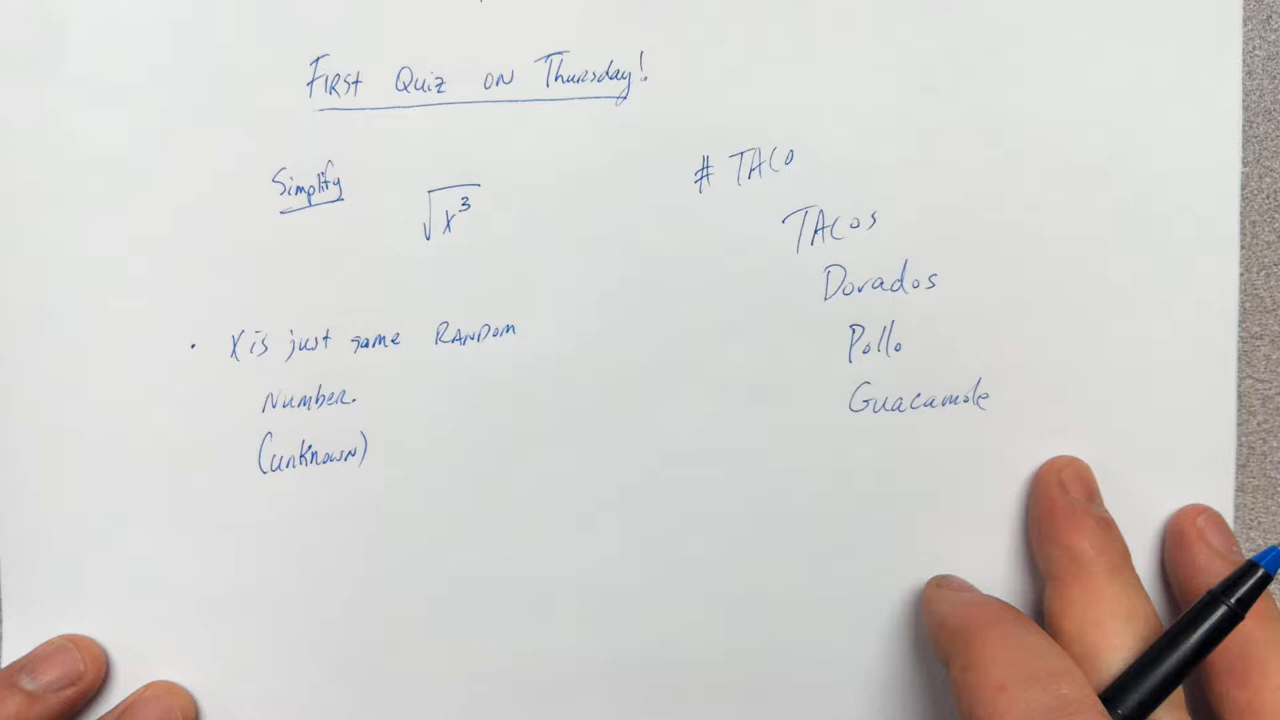 First Quiz on Thursday!
Simplify √x³
• X is just some RANDOM
Number.
(unknown)
# TACO
TACOS
Dorados
Pollo
Guacamole